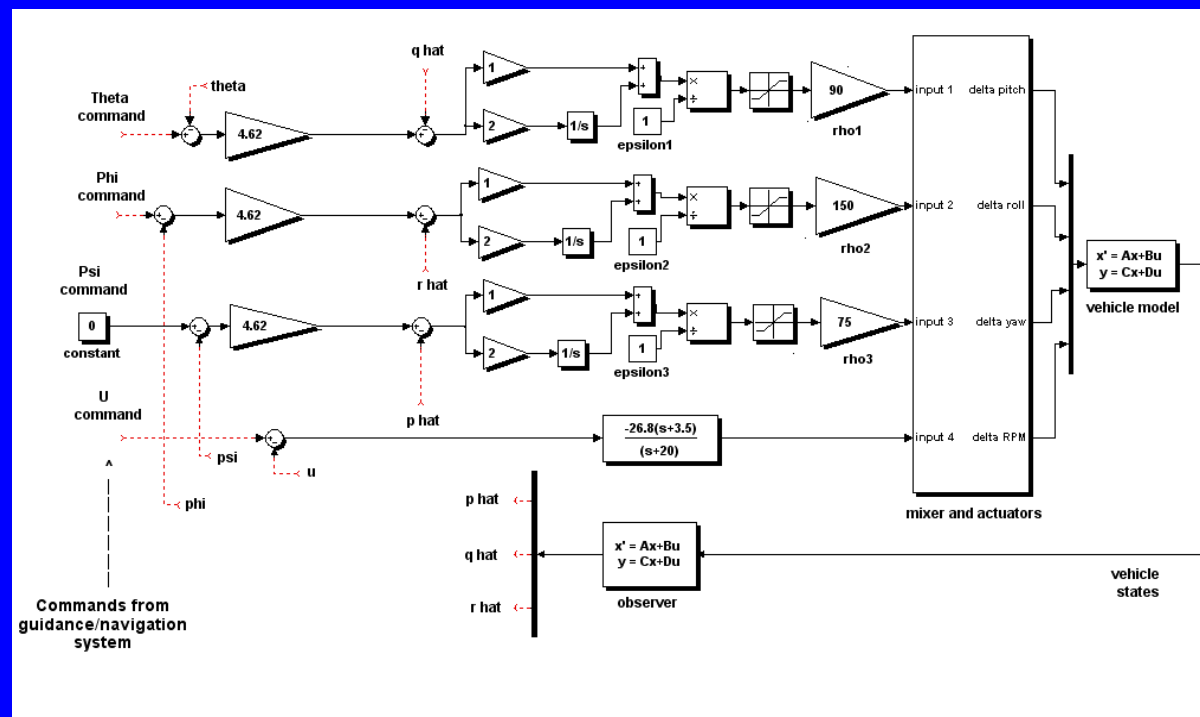 q hat
theta
Theta
command
4.62
1
2
1/s
+
+
1
epsilon1
×
÷
90
rho1
input 1
delta pitch
Phi
command
4.62
r hat
1
2
1/s
+
+
1
epsilon2
×
÷
150
rho2
input 2
delta roll
x' = Ax+Bu
y = Cx+Du
vehicle model
Psi
command
0
constant
4.62
p hat
1
2
1/s
+
+
1
epsilon3
×
÷
75
rho3
input 3
delta yaw
U
command
psi
u
phi
-26.8(s+3.5)
(s+20)
input 4
delta RPM
mixer and actuators
p hat
q hat
r hat
x' = Ax+Bu
y = Cx+Du
observer
vehicle
states
Commands from
guidance/navigation
system